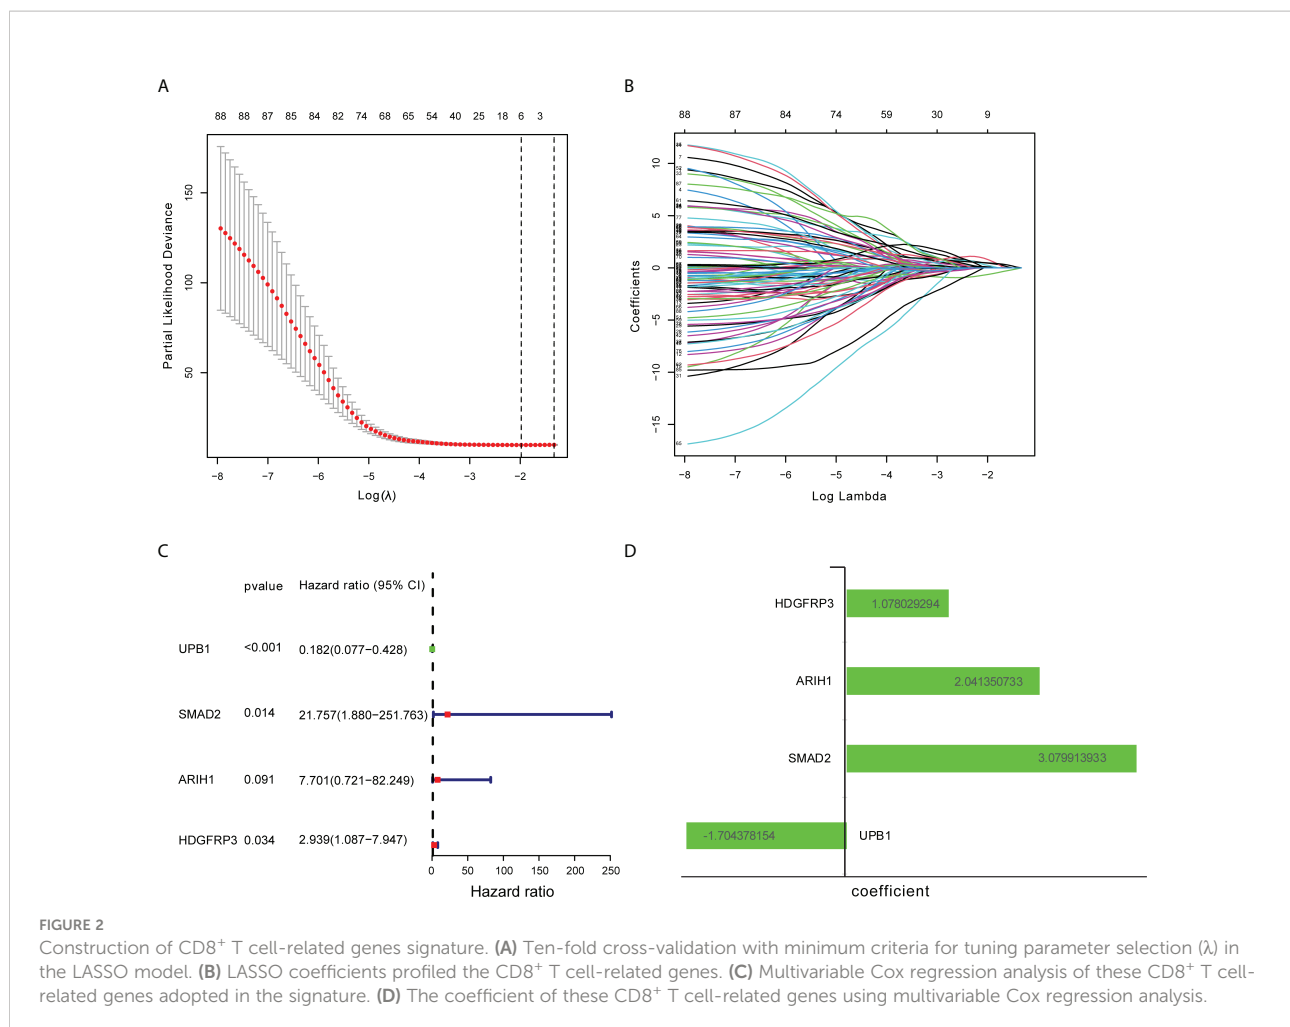 A
88 88 87 85 84 82 74 68 65 54 40 25 18 6 3
150
100
50
Partial Likelihood Deviance
−8 −7 −6 −5 −4 −3 −2
Log(λ)
B
88 87 84 74 59 30 9
10
5
0
−5
−10
−15
Coefficients
−8 −7 −6 −5 −4 −3 −2
Log Lambda
C
pvalue Hazard ratio (95% CI)
UPB1 <0.001 0.182(0.077−0.428)
SMAD2 0.014 21.757(1.880−251.763)
ARIH1 0.091 7.701(0.721−82.249)
HDGFRP3 0.034 2.939(1.087−7.947)
0 50 100 150 200 250
Hazard ratio
D
HDGFRP3 1.078029294
ARIH1 2.041350733
SMAD2 3.079913933
-1.704378154 UPB1
coefficient
FIGURE 2
Construction of CD8⁺ T cell-related genes signature. (A) Ten-fold cross-validation with minimum criteria for tuning parameter selection (λ) in
the LASSO model. (B) LASSO coefficients profiled the CD8⁺ T cell-related genes. (C) Multivariable Cox regression analysis of these CD8⁺ T cell-
related genes adopted in the signature. (D) The coefficient of these CD8⁺ T cell-related genes using multivariable Cox regression analysis.